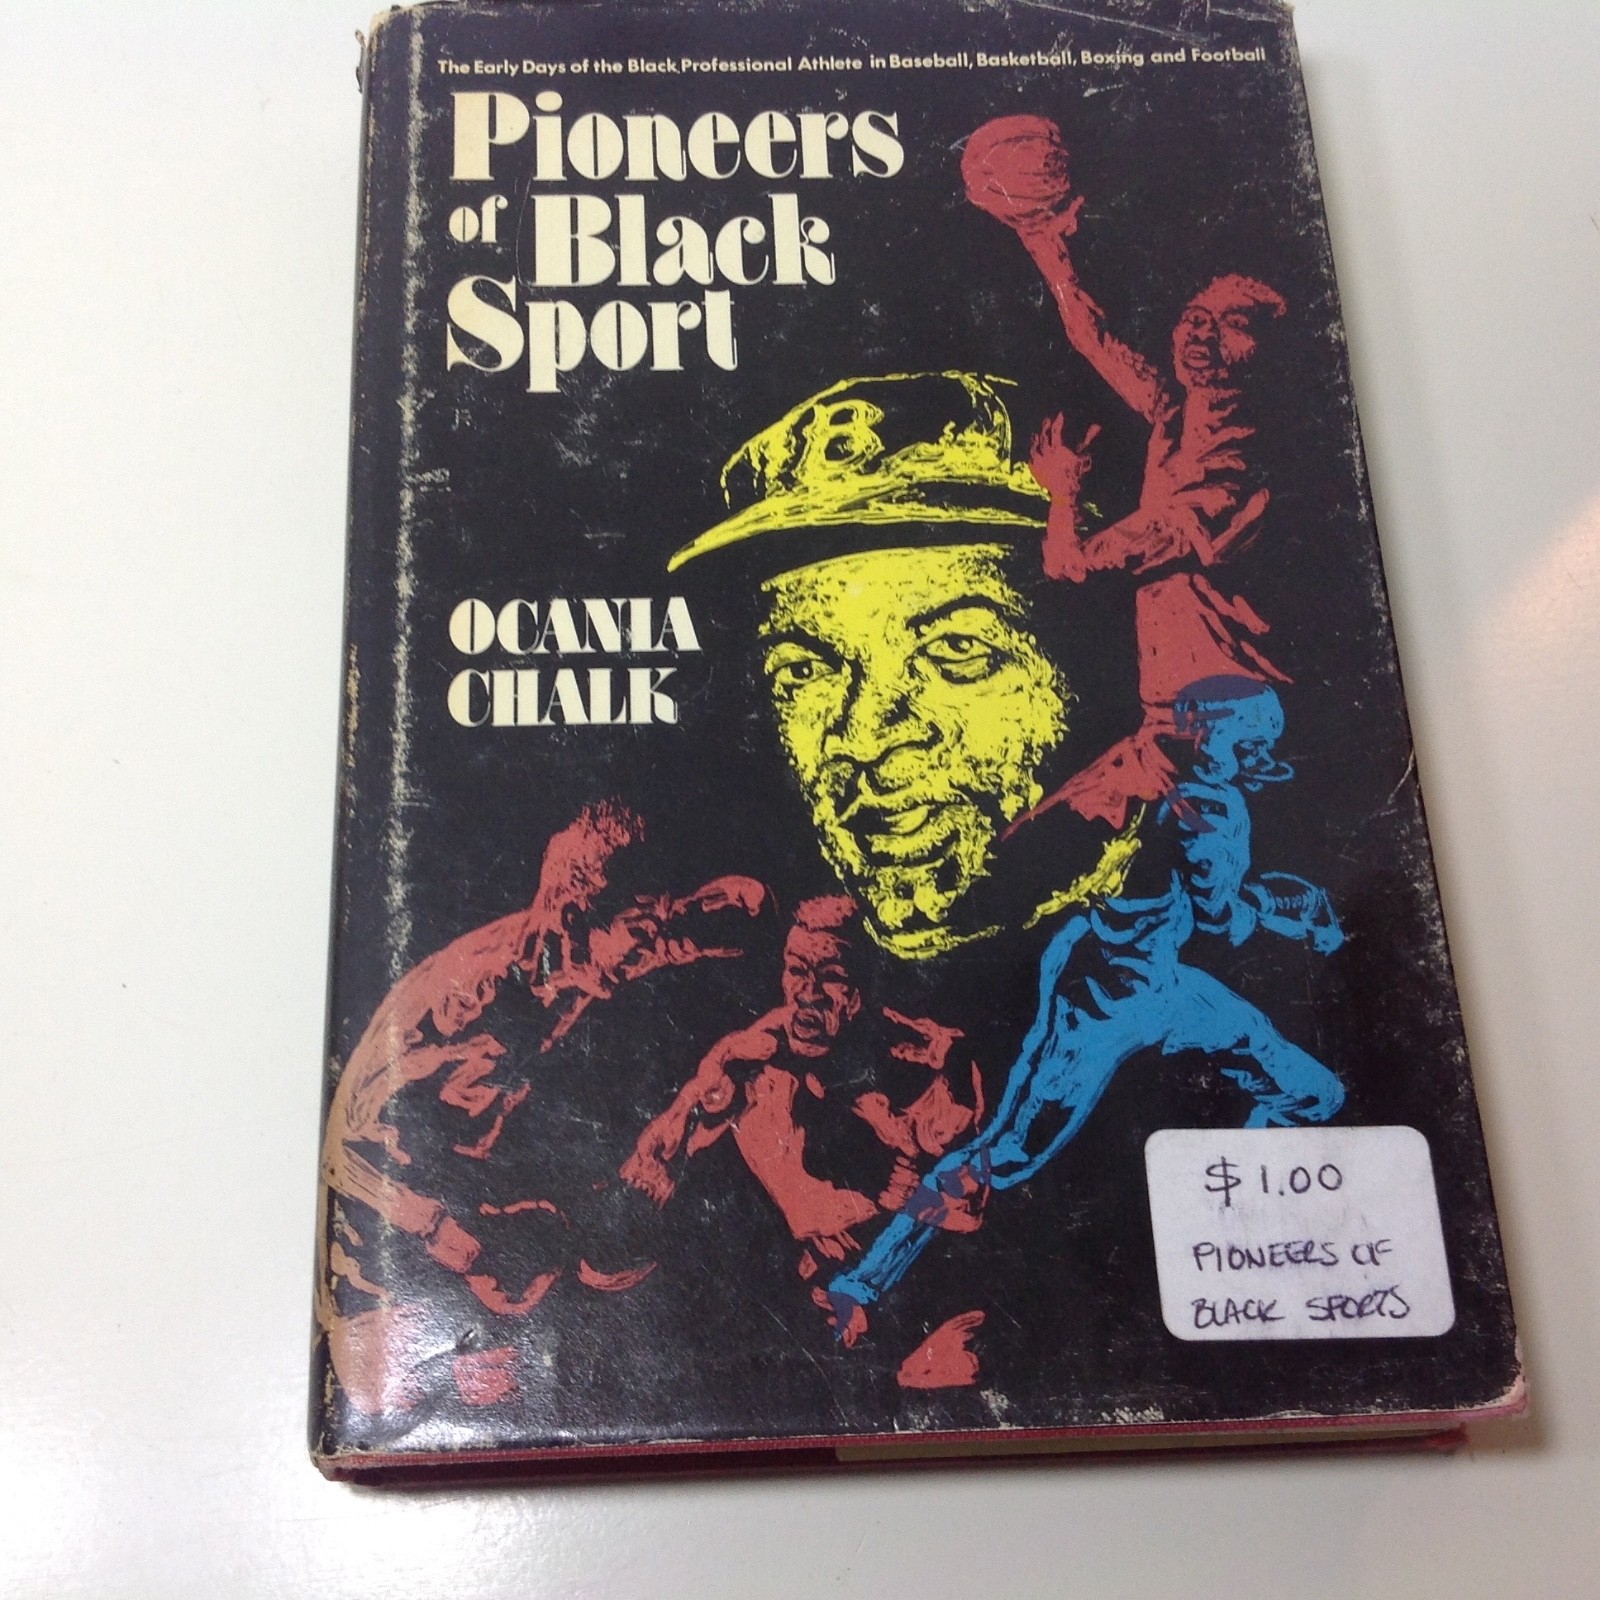 The Early Days of the Black Professional Athlete in Baseball, Basketball, Boxing and Football
Pioneers
of Black
Sport
B
OCANIA
CHALK
$1.00
PIONEERS OF
BLACK SPORTS